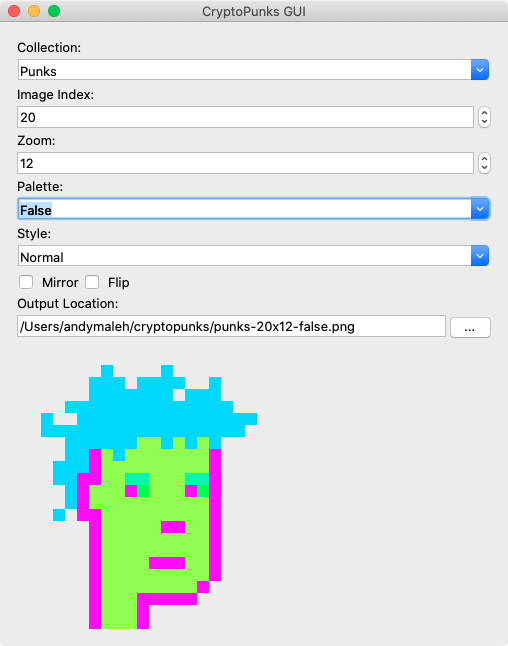 CryptoPunks GUI
Collection:
Punks
Image Index:
20
Zoom:
12
Palette:
False
Style:
Normal
Mirror Flip
Output Location:
/Users/andymaleh/cryptopunks/punks-20x12-false.png ...